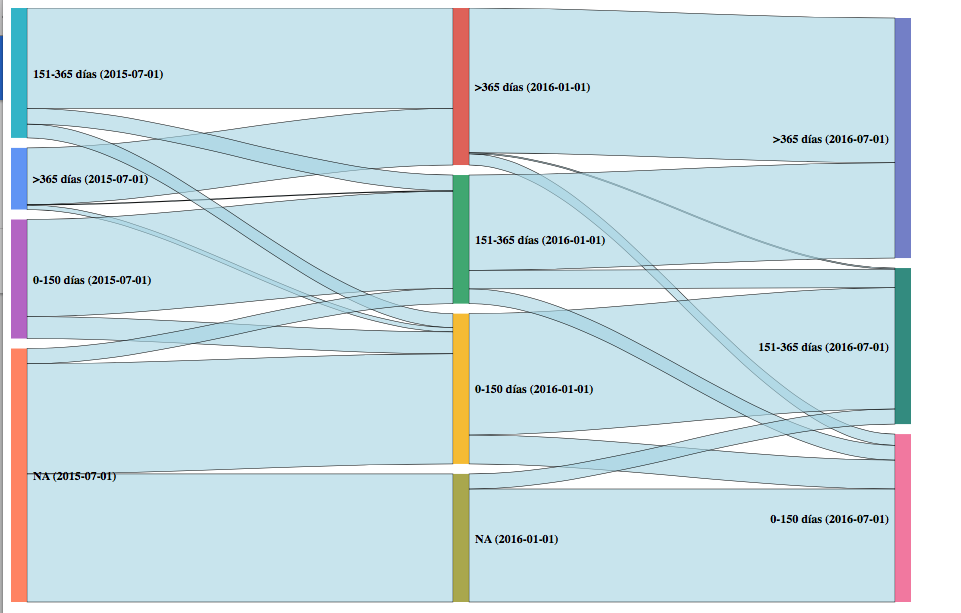 151-365 días (2015-07-01)
>365 días (2015-07-01)
0-150 días (2015-07-01)
NA (2015-07-01)
>365 días (2016-01-01)
151-365 días (2016-01-01)
0-150 días (2016-01-01)
NA (2016-01-01)
>365 días (2016-07-01)
151-365 días (2016-07-01)
0-150 días (2016-07-01)